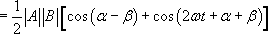 = 1/2 |A||B| [cos(α − β) + cos(2ωt + α + β)]